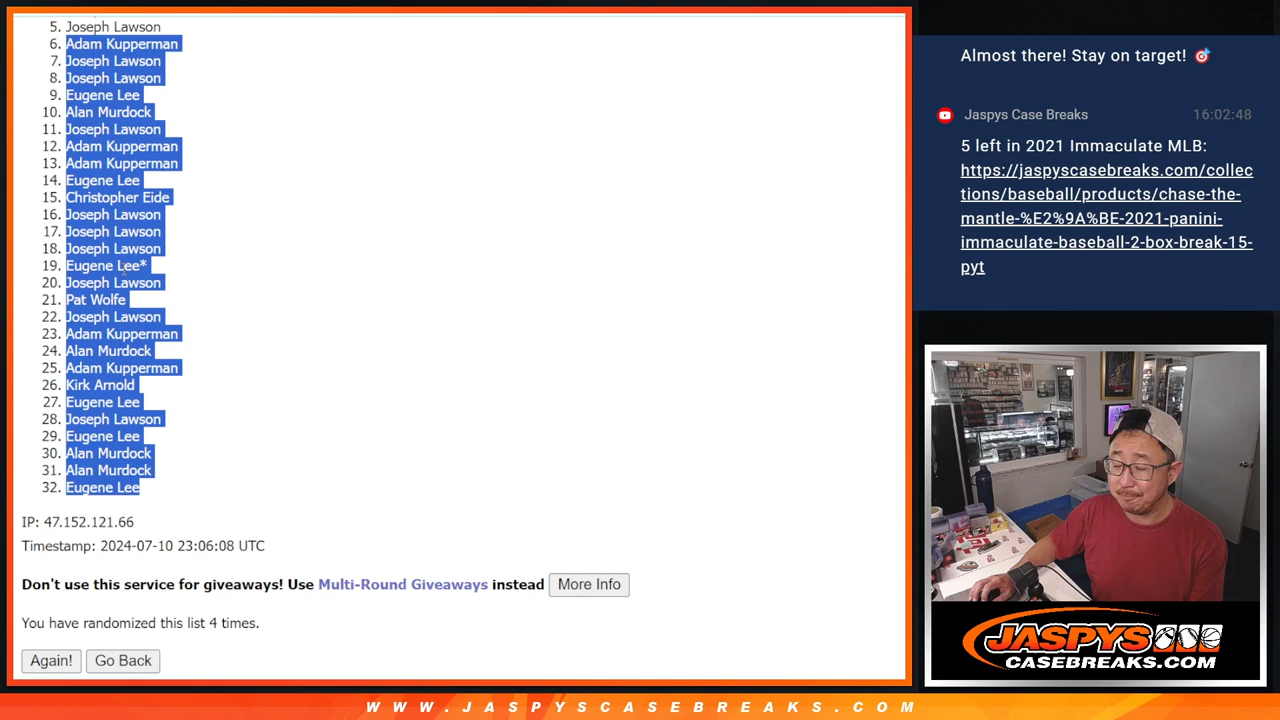 5. Joseph Lawson
6. Adam Kupperman
7. Joseph Lawson
8. Joseph Lawson
9. Eugene Lee
10. Alan Murdock
11. Joseph Lawson
12. Adam Kupperman
13. Adam Kupperman
14. Eugene Lee
15. Christopher Eide
16. Joseph Lawson
17. Joseph Lawson
18. Joseph Lawson
19. Eugene Lee*
20. Joseph Lawson
21. Pat Wolfe
22. Joseph Lawson
23. Adam Kupperman
24. Alan Murdock
25. Adam Kupperman
26. Kirk Arnold
27. Eugene Lee
28. Joseph Lawson
29. Eugene Lee
30. Alan Murdock
31. Alan Murdock
32. Eugene Lee
IP: 47.152.121.66
Timestamp: 2024-07-10 23:06:08 UTC
Don't use this service for giveaways! Use Multi-Round Giveaways instead More Info
You have randomized this list 4 times.
Again! Go Back
Almost there! Stay on target! 🎯
Jaspys Case Breaks 16:02:48
5 left in 2021 Immaculate MLB:
https://jaspyscasebreaks.com/collec
tions/baseball/products/chase-the-
mantle-%E2%9A%BE-2021-panini-
immaculate-baseball-2-box-break-15-
pyt
JASPYS
CASEBREAKS.COM
WWW.JASPYSCASEBREAKS.COM